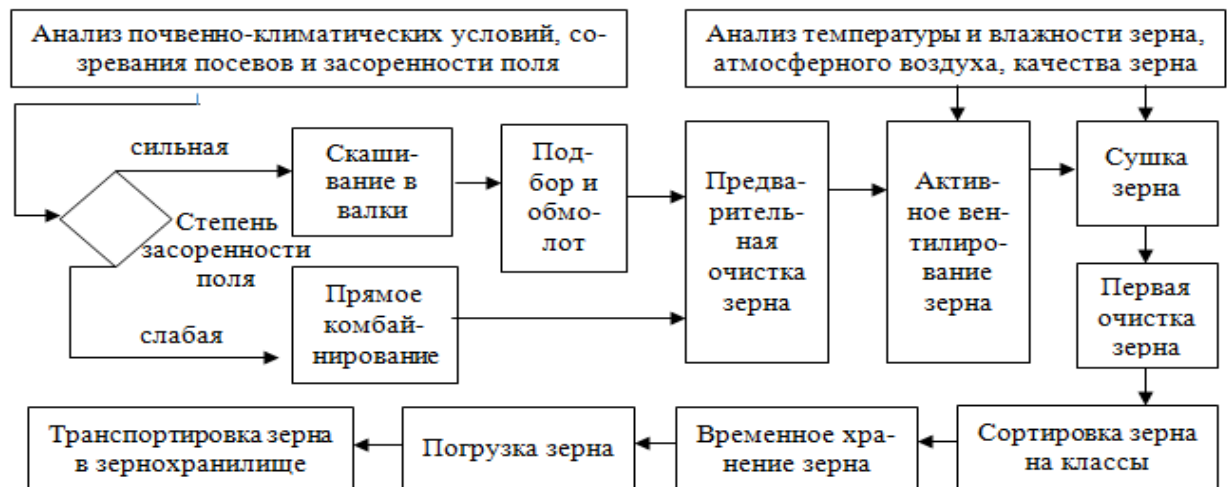 Анализ почвенно-климатических условий, со-
зревания посевов и засоренности поля
Анализ температуры и влажности зерна,
атмосферного воздуха, качества зерна
сильная
Степень
засоренности
поля
слабая
Скаши-
вание в
валки
Под-
бор и
обмо-
лот
Прямое
комбай-
нирование
Предва-
ритель-
ная
очистка
зерна
Актив-
ное вен-
тилиро-
вание
зерна
Сушка
зерна
Первая
очистка
зерна
Сортировка зерна
на классы
Временное хра-
нение зерна
Погрузка зерна
Транспортировка зерна
в зернохранилище